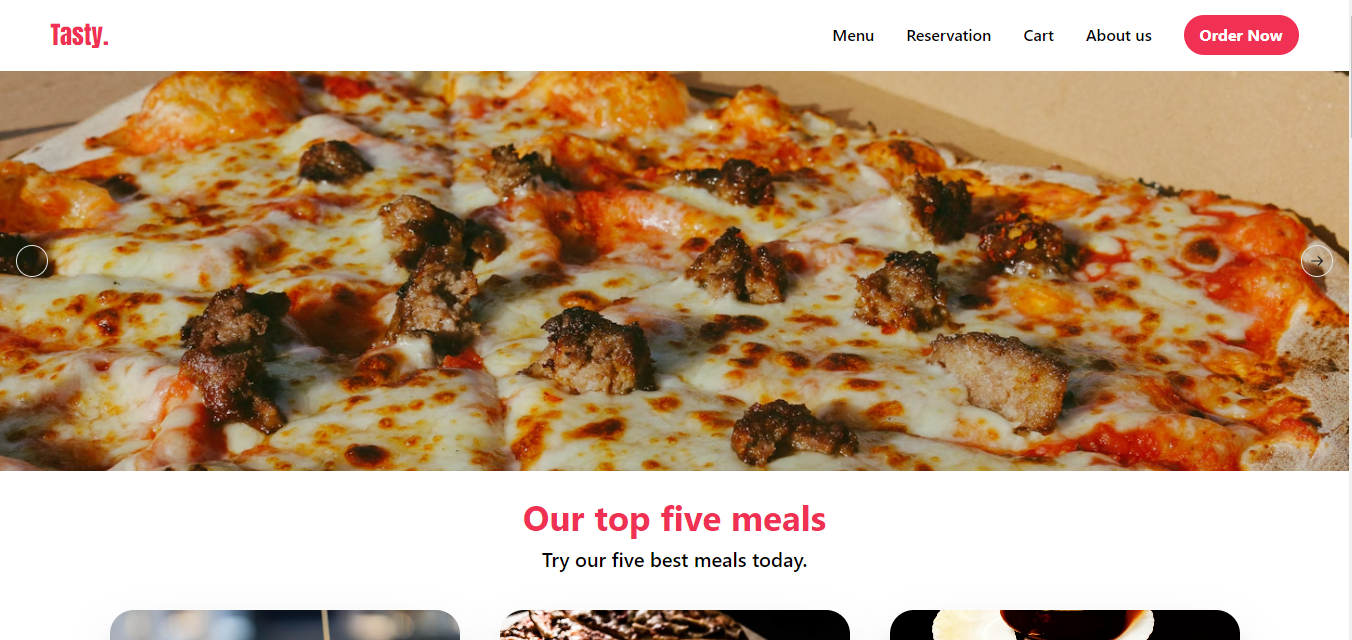 Tasty.
Menu
Reservation
Cart
About us
Order Now
Our top five meals
Try our five best meals today.